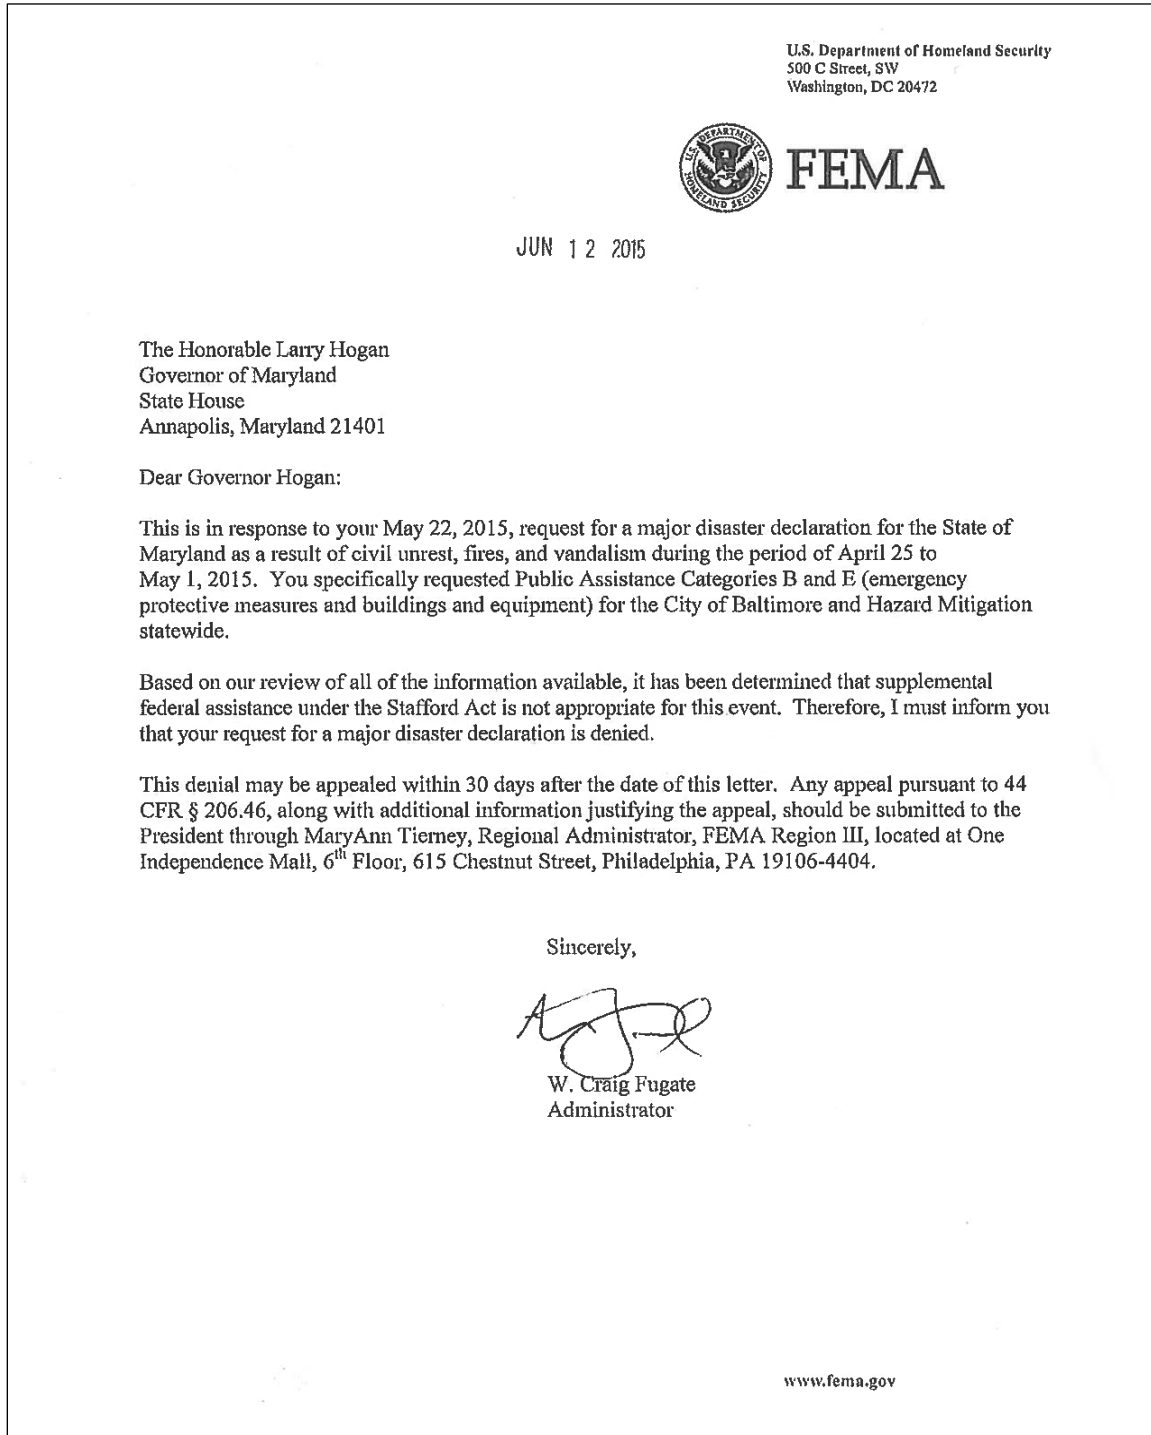 U.S. Department of Homeland Security
500 C Street, SW
Washington, DC 20472
U.S. DEPARTMENT OF HOMELAND SECURITY
FEMA
JUN 12 2015
The Honorable Larry Hogan
Governor of Maryland
State House
Annapolis, Maryland 21401
Dear Governor Hogan:
This is in response to your May 22, 2015, request for a major disaster declaration for the State of
Maryland as a result of civil unrest, fires, and vandalism during the period of April 25 to
May 1, 2015.  You specifically requested Public Assistance Categories B and E (emergency
protective measures and buildings and equipment) for the City of Baltimore and Hazard Mitigation
statewide.
Based on our review of all of the information available, it has been determined that supplemental
federal assistance under the Stafford Act is not appropriate for this event.  Therefore, I must inform you
that your request for a major disaster declaration is denied.
This denial may be appealed within 30 days after the date of this letter.  Any appeal pursuant to 44
CFR § 206.46, along with additional information justifying the appeal, should be submitted to the
President through MaryAnn Tierney, Regional Administrator, FEMA Region III, located at One
Independence Mall, 6th Floor, 615 Chestnut Street, Philadelphia, PA 19106-4404.
Sincerely,
W. Craig Fugate
Administrator
www.fema.gov